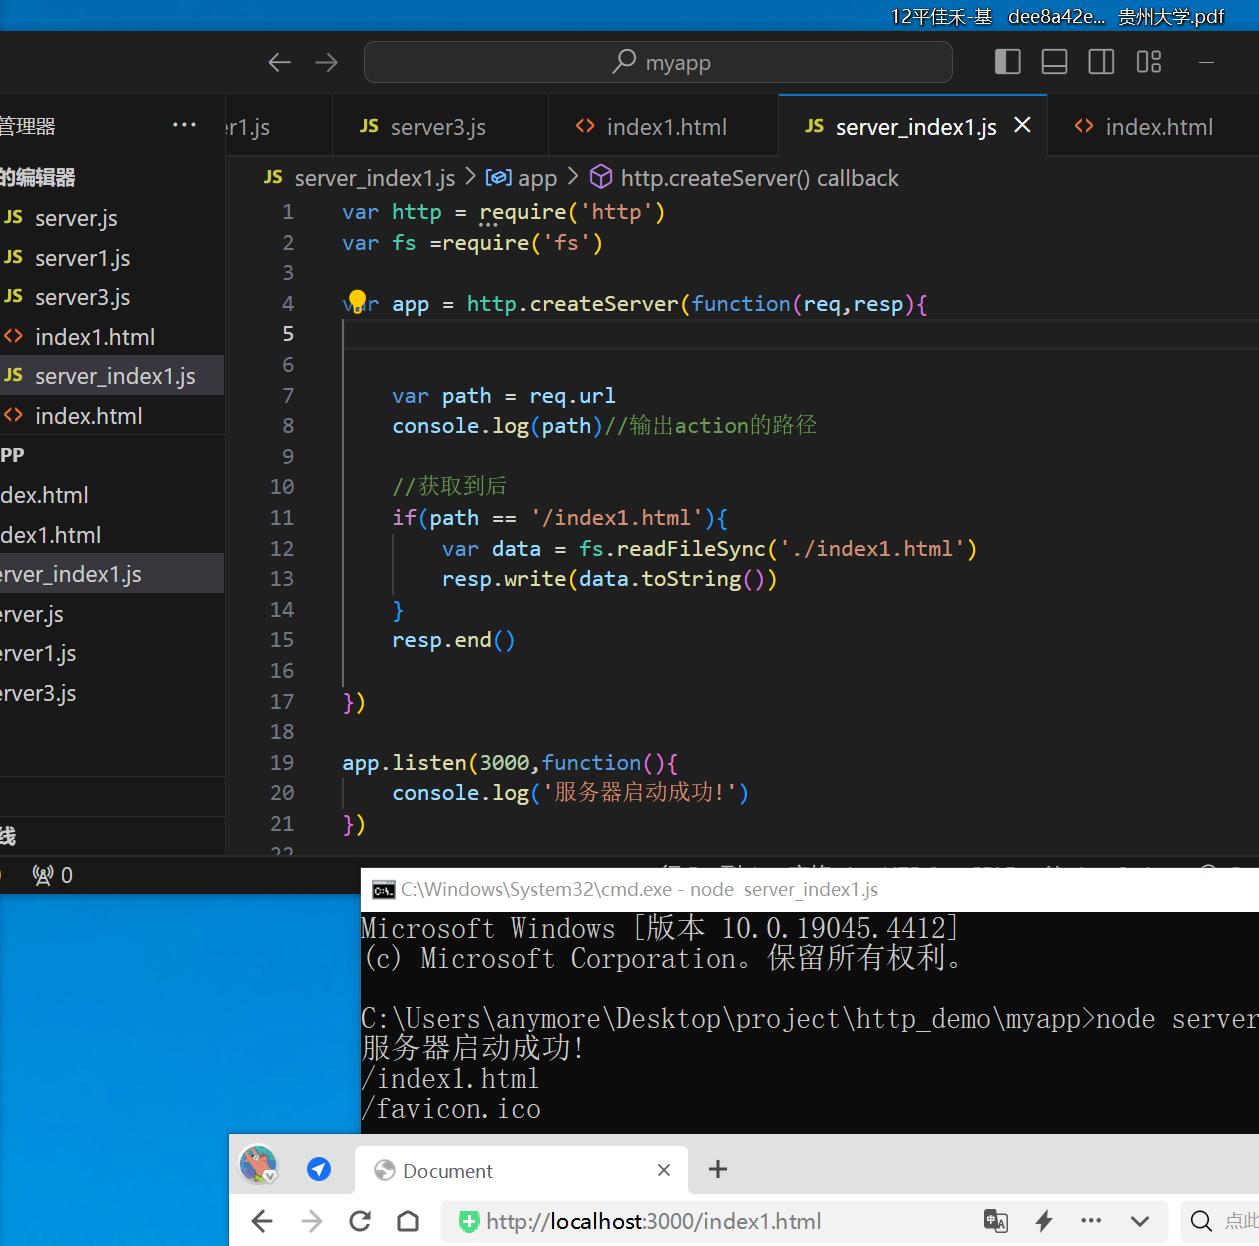 12平佳禾-基 dee8a42e... 贵州大学.pdf
myapp
管理器 ...
er1.js server3.js index1.html server_index1.js index.html
的编辑器
JS server_index1.js > app > http.createServer() callback
JS server.js
JS server1.js
JS server3.js
<> index1.html
JS server_index1.js
<> index.html
PP
dex.html
dex1.html
erver_index1.js
erver.js
erver1.js
erver3.js
线
0
1 var http = require('http')
2 var fs =require('fs')
3
4 var app = http.createServer(function(req,resp){
5
6
7 var path = req.url
8 console.log(path)//输出action的路径
9
10 //获取到后
11 if(path == '/index1.html'){
12 var data = fs.readFileSync('./index1.html')
13 resp.write(data.toString())
14 }
15 resp.end()
16
17 })
18
19 app.listen(3000,function(){
20 console.log('服务器启动成功!')
21 })
22
C:\Windows\System32\cmd.exe - node  server_index1.js
Microsoft Windows [版本 10.0.19045.4412]
(c) Microsoft Corporation。保留所有权利。
C:\Users\anymore\Desktop\project\http_demo\myapp>node server
服务器启动成功!
/index1.html
/favicon.ico
Document
http://localhost:3000/index1.html
点此